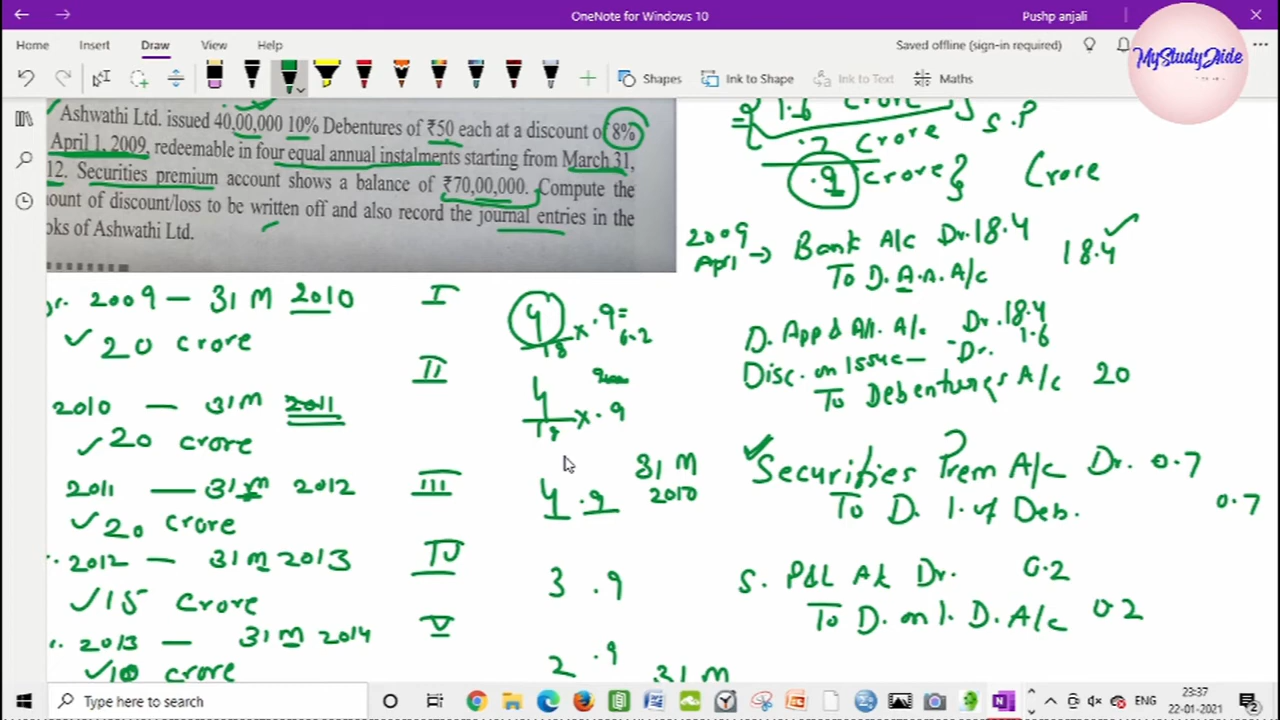 OneNote for Windows 10
Pushp anjali
Home Insert Draw View Help
Saved offline (sign-in required)
MyStudyZide
Shapes Ink to Shape Ink to Text Maths
Ashwathi Ltd. issued 40,00,000 10% Debentures of ₹50 each at a discount of 8%
April 1, 2009, redeemable in four equal annual instalments starting from March 31,
12. Securities premium account shows a balance of ₹70,00,000. Compute the
ount of discount/loss to be written off and also record the journal entries in the
oks of Ashwathi Ltd.
1.6 Crore
S.P
.7 Crore
.9 crore Crore
2009
April → Bank A/c Dr. 18.4
To D. A. A. A/c 18.4
D. App & All. A/c Dr. 18.4
Disc. on Issue — Dr. 1.6
To Debentures A/c 20
Securities Prem A/c Dr. 0.7
To D. I. of Deb. 0.7
S. P&L A/c Dr. 0.2
To D. on I. D. A/c 0.2
r. 2009 — 31 M 2010 I
20 crore
II
2010 — 31 M 2011
20 crore
2011 — 31 M 2012 III
20 crore
2012 — 31 M 2013 IV
15 crore
2013 — 31 M 2014 V
10 crore
4/18 x .9 =
4/18 x .9
4 .9
31 M
2010
3 .9
2 .9
31 M
Type here to search
ENG
23:37
22-01-2021
2